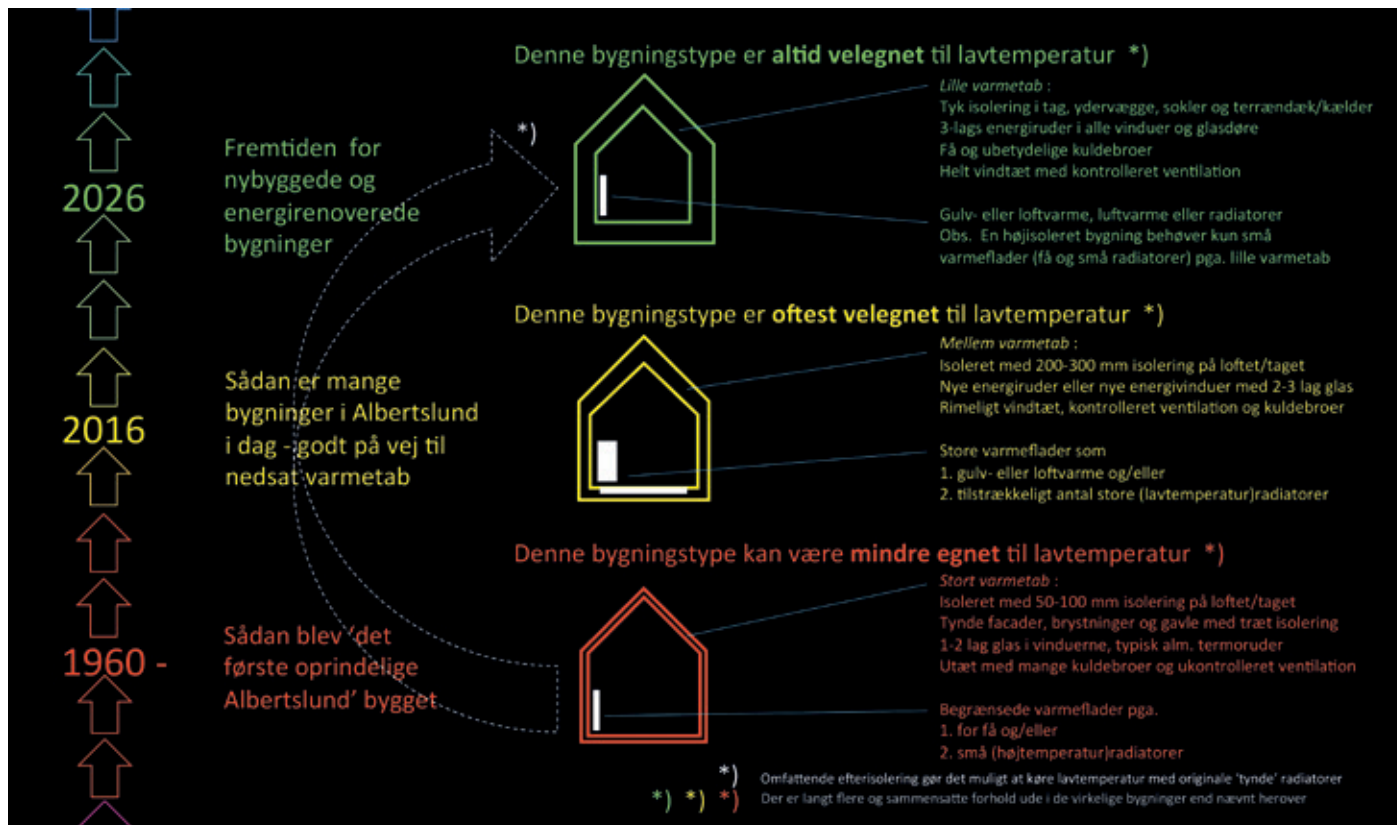 Denne bygningstype er altid velegnet til lavtemperatur *)
Lille varmetab :
Tyk isolering i tag, ydervægge, sokler og terrændæk/kælder
3-lags energiruder i alle vinduer og glasdøre
Få og ubetydelige kuldebroer
Helt vindtæt med kontrolleret ventilation
*)
Fremtiden for
nybyggede og
energirenoverede
bygninger
2026
Gulv- eller loftvarme, luftvarme eller radiator
Obs. En højisoleret bygning behøver kun små
varmeflader (få og små radiatorer) pga. lille varmetab
Denne bygningstype er oftest velegnet til lavtemperatur *)
Mellem varmetab :
Isoleret med 200-300 mm isolering på loftet/taget
Nye energiruder eller nye energivinduer med 2-3 lag glas
Rimeligt vindtæt, kontrolleret ventilation og kuldebroer
Sådan er mange
bygninger i Albertslund
i dag - godt på vej til
nedsat varmetab
2016
Store varmeflader som
1. gulv- eller loftvarme og/eller
2. tilstrækkeligt antal store (lavtemperatur)radiatorer
Denne bygningstype kan være mindre egnet til lavtemperatur *)
Stort varmetab :
Isoleret med 50-100 mm isolering på loftet/taget
Tynde facader, brystninger og gavle med træt isolering
1-2 lag glas i vinduerne, typisk alm. termoruder
Utæt med mange kuldebroer og ukontrolleret ventilation
Sådan blev 'det
første oprindelige
Albertslund' bygget
1960 -
Begrænsede varmeflader pga.
1. for få og/eller
2. små (højtemperatur)radiatorer
*) Omfattende efterisolering gør det muligt at køre lavtemperatur med originale 'tynde' radiatorer
*) *) *) Der er langt flere og sammensatte forhold ude i de virkelige bygninger end nævnt herover